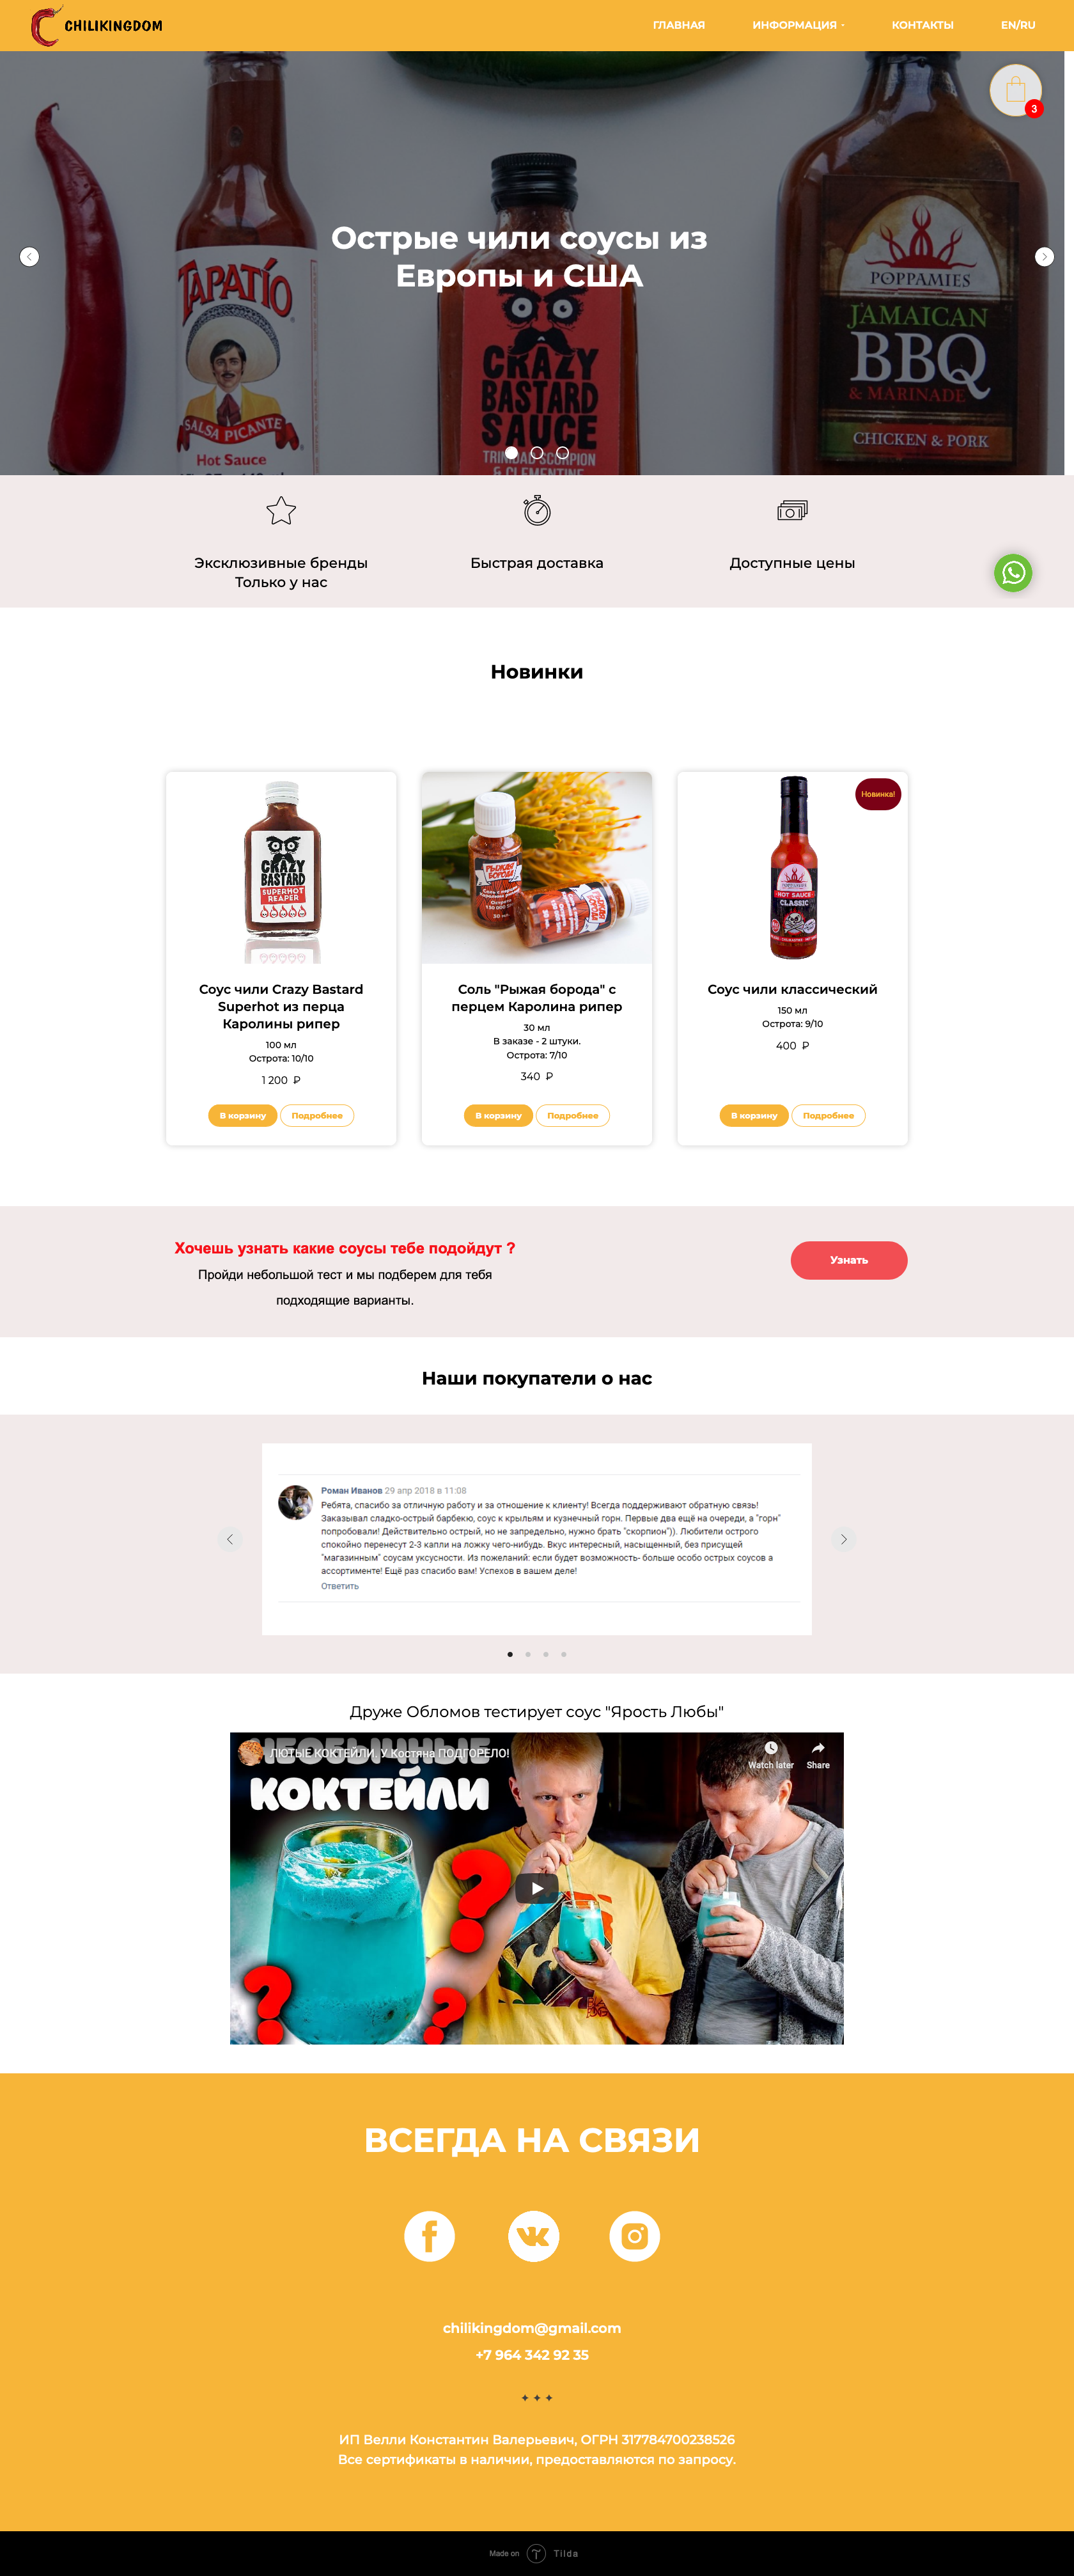 CHILIKINGDOM
ГЛАВНАЯ
ИНФОРМАЦИЯ
КОНТАКТЫ
EN/RU
3
Острые чили соусы из
Европы и США
TAPATÍO
SALSA PICANTE
Hot Sauce
CRAZY
BASTARD
SAUCE
TRINIDAD SCORPION
& CLEMENTINE
POPPAMIES
JAMAICAN
BBQ
& MARINADE
CHICKEN & PORK
Эксклюзивные бренды
Только у нас
Быстрая доставка
Доступные цены
Новинки
CRAZY
BASTARD
SUPERHOT
REAPER
РЫЖАЯ
БОРОДА
Новинка!
POPPAMIES
HOT SAUCE
CLASSIC
Соус чили Crazy Bastard
Superhot из перца
Каролины рипер
100 мл
Острота: 10/10
1 200 ₽
В корзину
Подробнее
Соль "Рыжая борода" с
перцем Каролина рипер
30 мл
В заказе - 2 штуки.
Острота: 7/10
340 ₽
В корзину
Подробнее
Соус чили классический
150 мл
Острота: 9/10
400 ₽
В корзину
Подробнее
Хочешь узнать какие соусы тебе подойдут ?
Пройди небольшой тест и мы подберем для тебя
подходящие варианты.
Узнать
Наши покупатели о нас
Роман Иванов 29 апр 2018 в 11:08
Ребята, спасибо за отличную работу и за отношение к клиенту! Всегда поддерживают обратную связь!
Заказывал сладко-острый барбекю, соус с крыльям и кузнечный горн. Первые два ещё на очереди, а "горн"
попробовали! Действительно острый, но не запредельно, нужно брать "скорпион")). Любители острого
спокойно перенесут 2-3 капли на ложку чего-нибудь. Вкус интересный, насыщенный, без присущей
"магазинным" соусам уксусности. Из пожеланий: если будет возможность- больше особо острых соусов а
ассортименте! Ещё раз спасибо вам! Успехов в вашем деле!
Ответить
Друже Обломов тестирует соус "Ярость Любы"
ЛЮТЫЕ КОКТЕЙЛИ. У Костяна ПОДГОРЕЛО!
Watch later
Share
НЕОБЫЧНЫЕ
КОКТЕЙЛИ
???
ВСЕГДА НА СВЯЗИ
chilikingdom@gmail.com
+7 964 342 92 35
ИП Велли Константин Валерьевич, ОГРН 317784700238526
Все сертификаты в наличии, предоставляются по запросу.
Made on
Tilda